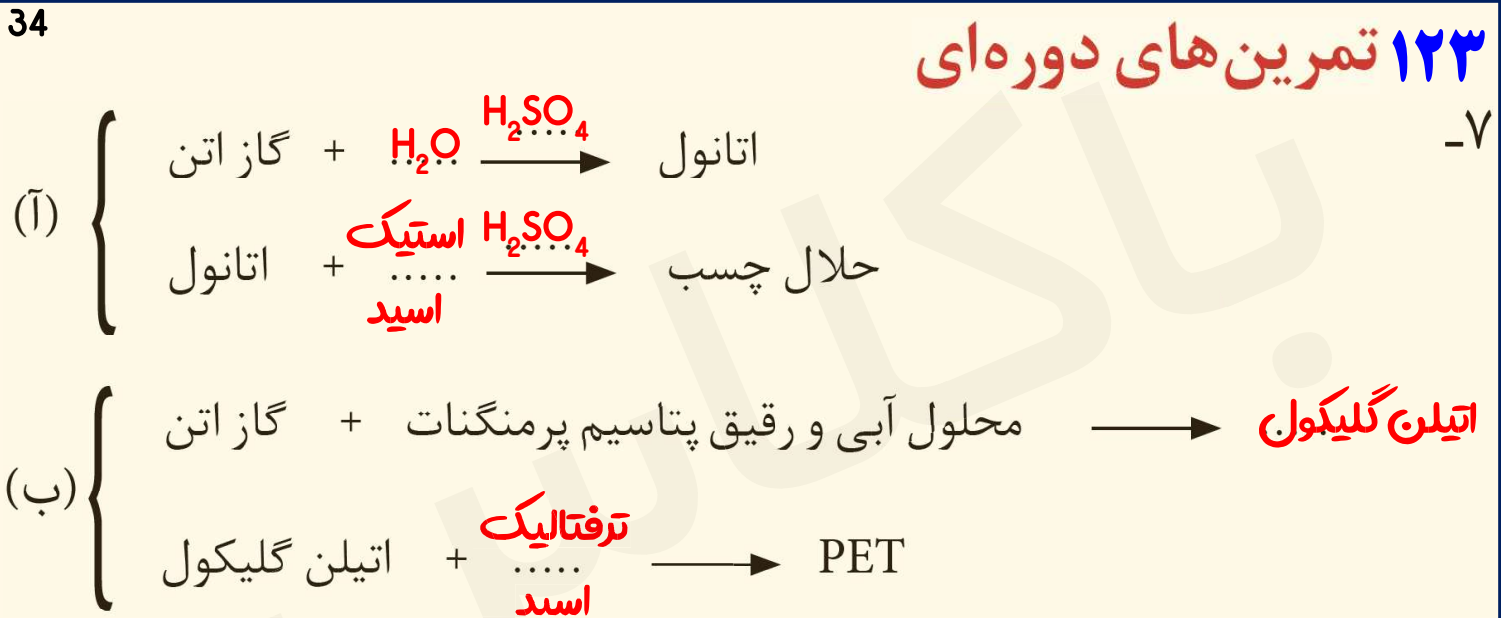 34
۱۲۳ تمرین‌های دوره‌ای
۷-
(آ)
گاز اتن + H₂O ⟶ H₂SO₄ اتانول
اتانول + استیک اسید ⟶ H₂SO₄ حلال چسب
(ب)
گاز اتن + محلول آبی و رقیق پتاسیم پرمنگنات ⟶ اتیلن گلیکول
اتیلن گلیکول + ترفتالیک اسید ⟶ PET
باکلاس